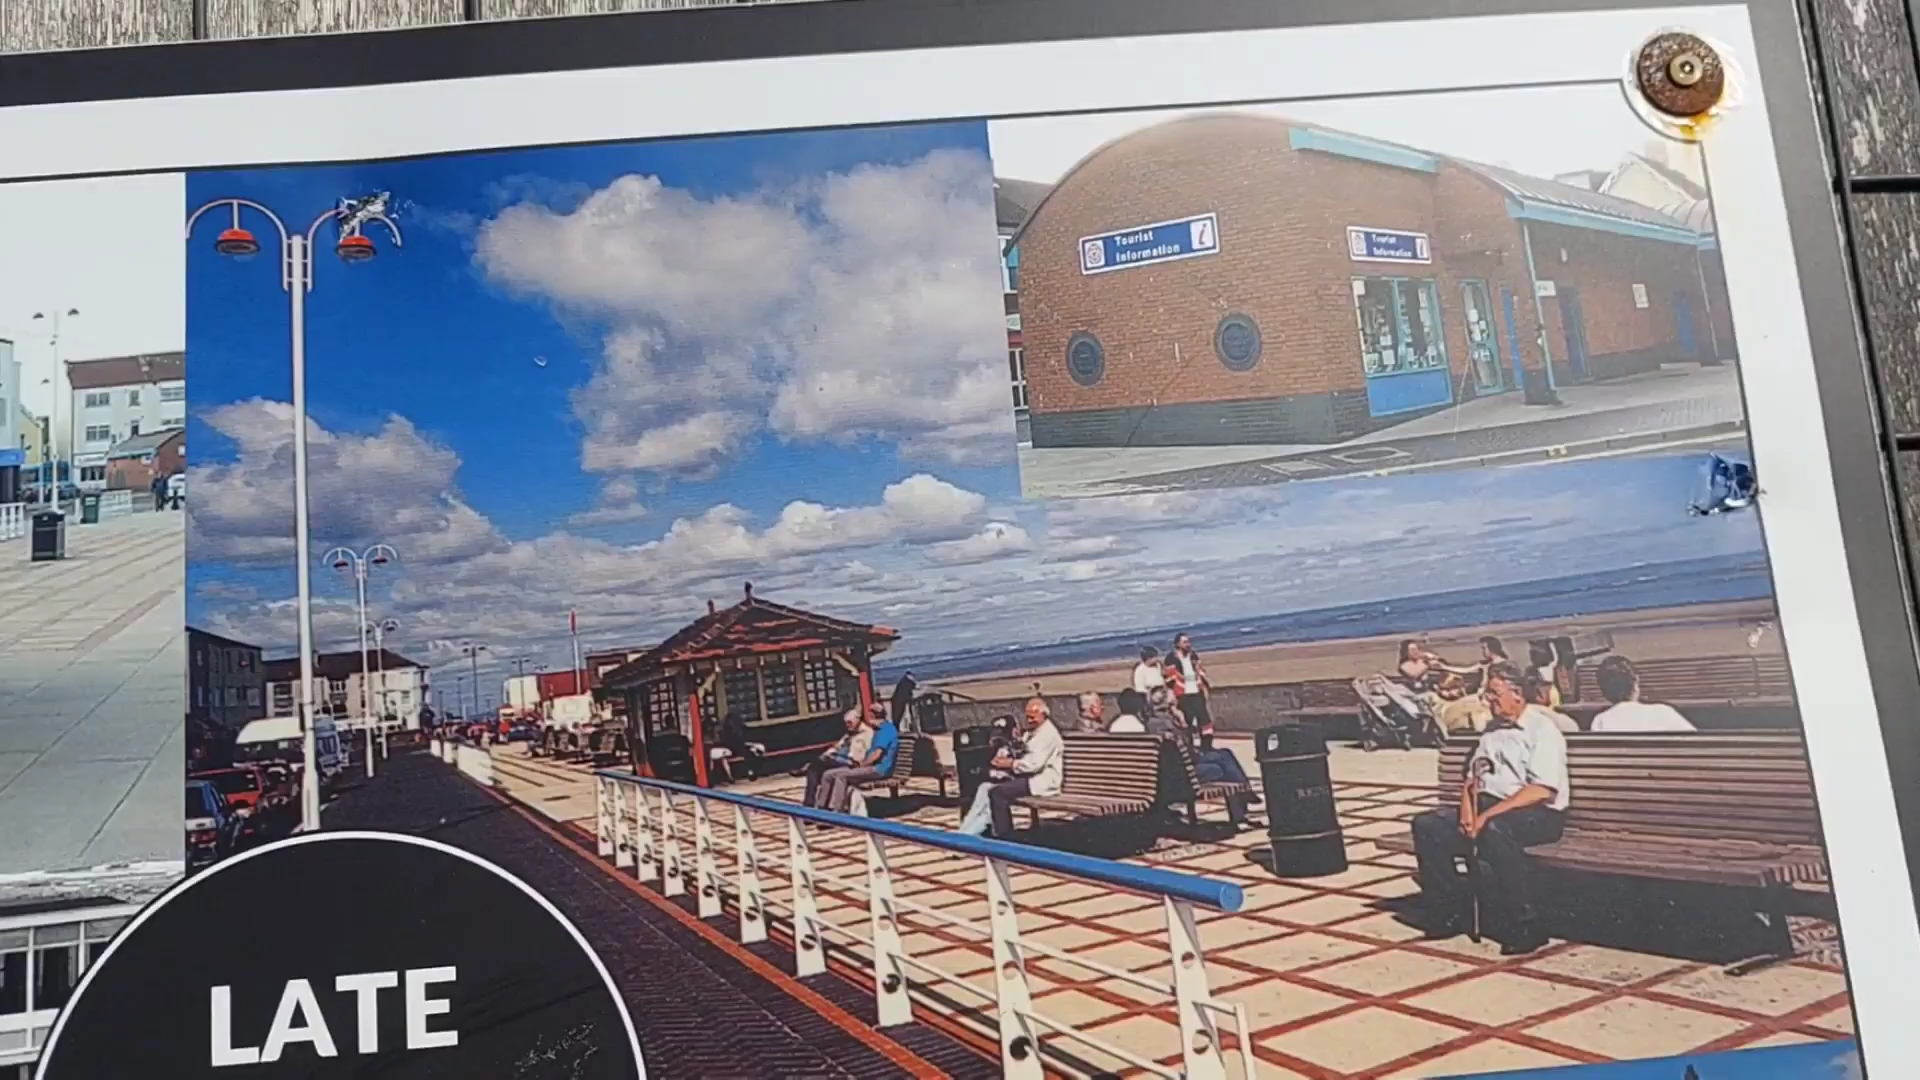 Tourist
Information
Tourist
Information
LATE